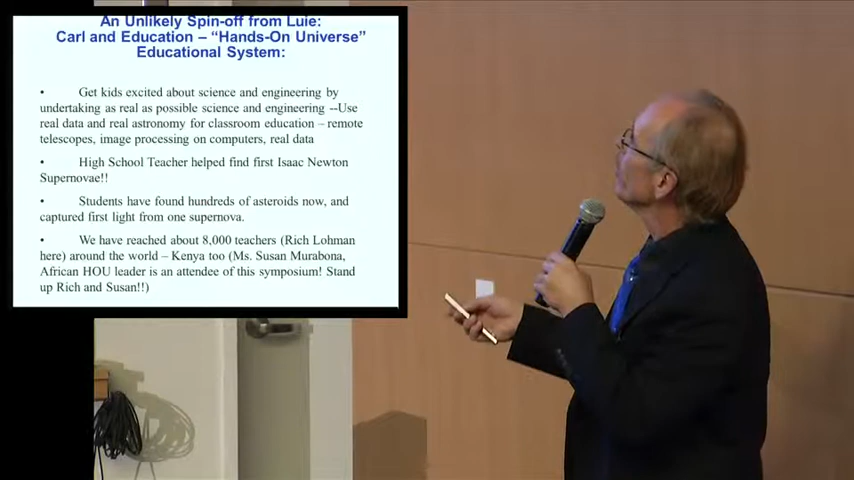 An Unlikely Spin-off from Luie:
Carl and Education – “Hands-On Universe”
Educational System:
• Get kids excited about science and engineering by
undertaking as real as possible science and engineering --Use
real data and real astronomy for classroom education – remote
telescopes, image processing on computers, real data
• High School Teacher helped find first Isaac Newton
Supernovae!!
• Students have found hundreds of asteroids now, and
captured first light from one supernova.
• We have reached about 8,000 teachers (Rich Lohman
here) around the world – Kenya too (Ms. Susan Murabona,
African HOU leader is an attendee of this symposium! Stand
up Rich and Susan!!)